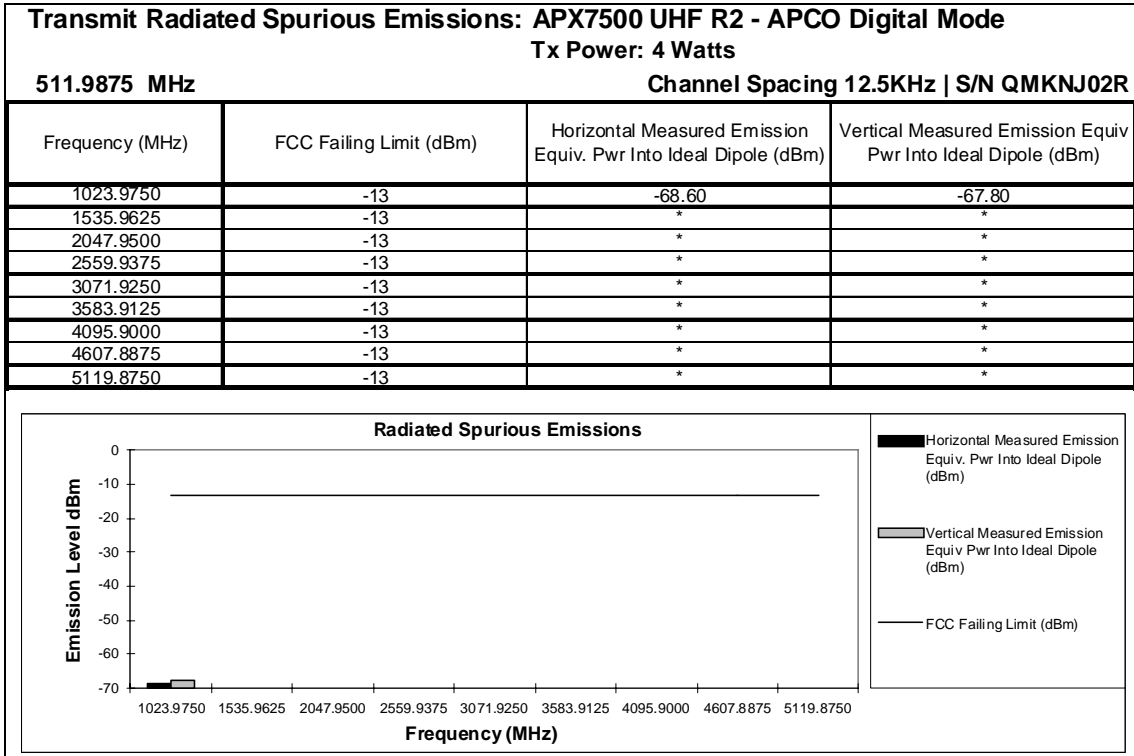 Transmit Radiated Spurious Emissions: APX7500 UHF R2 - APCO Digital Mode
Tx Power: 4 Watts
511.9875 MHz Channel Spacing 12.5KHz | S/N QMKNJ02R
Frequency (MHz) FCC Failing Limit (dBm) Horizontal Measured Emission Equiv. Pwr Into Ideal Dipole (dBm) Vertical Measured Emission Equiv Pwr Into Ideal Dipole (dBm)
1023.9750 -13 -68.60 -67.80
1535.9625 -13 * *
2047.9500 -13 * *
2559.9375 -13 * *
3071.9250 -13 * *
3583.9125 -13 * *
4095.9000 -13 * *
4607.8875 -13 * *
5119.8750 -13 * *
Radiated Spurious Emissions
Emission Level dBm
0
-10
-20
-30
-40
-50
-60
-70
1023.9750 1535.9625 2047.9500 2559.9375 3071.9250 3583.9125 4095.9000 4607.8875 5119.8750
Frequency (MHz)
Horizontal Measured Emission
Equiv. Pwr Into Ideal Dipole
(dBm)
Vertical Measured Emission
Equiv Pwr Into Ideal Dipole
(dBm)
FCC Failing Limit (dBm)